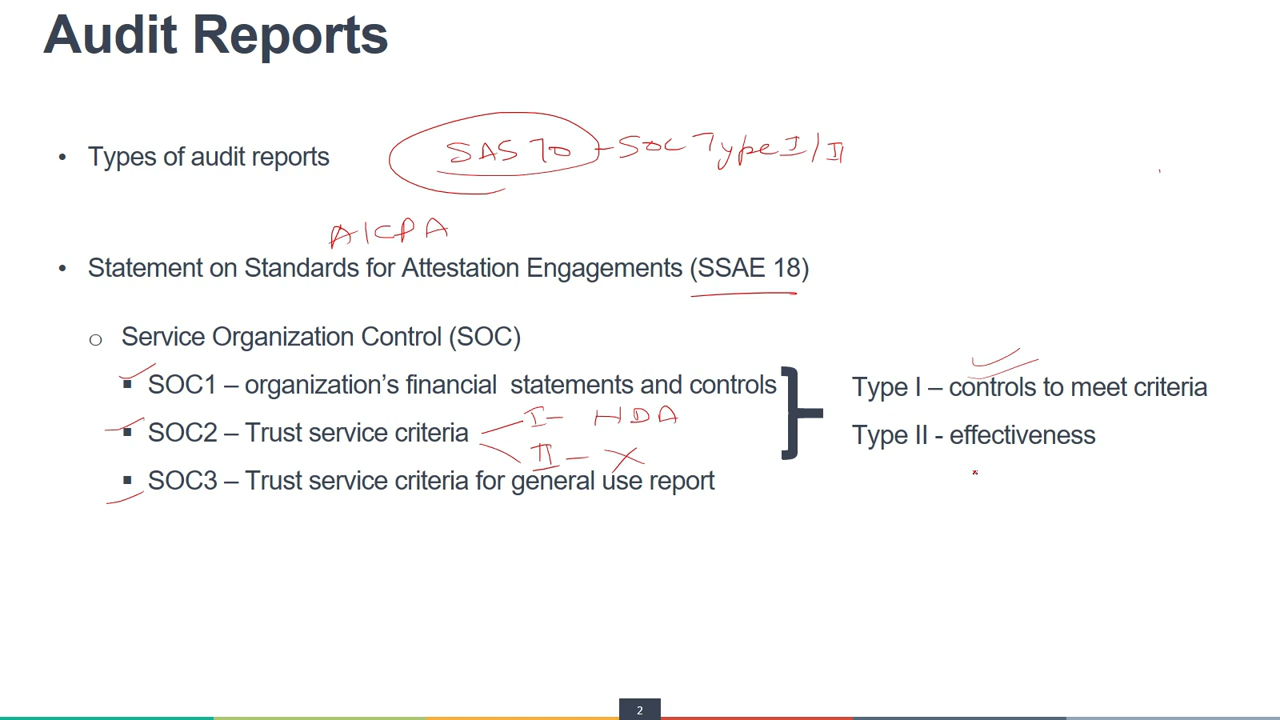 Audit Reports
• Types of audit reports SAS 70 - SOC Type I / II
AICPA
• Statement on Standards for Attestation Engagements (SSAE 18)
o Service Organization Control (SOC)
▪ SOC1 – organization's financial statements and controls
Type I – controls to meet criteria
I - NDA
▪ SOC2 – Trust service criteria
Type II - effectiveness
II - X
▪ SOC3 – Trust service criteria for general use report
2